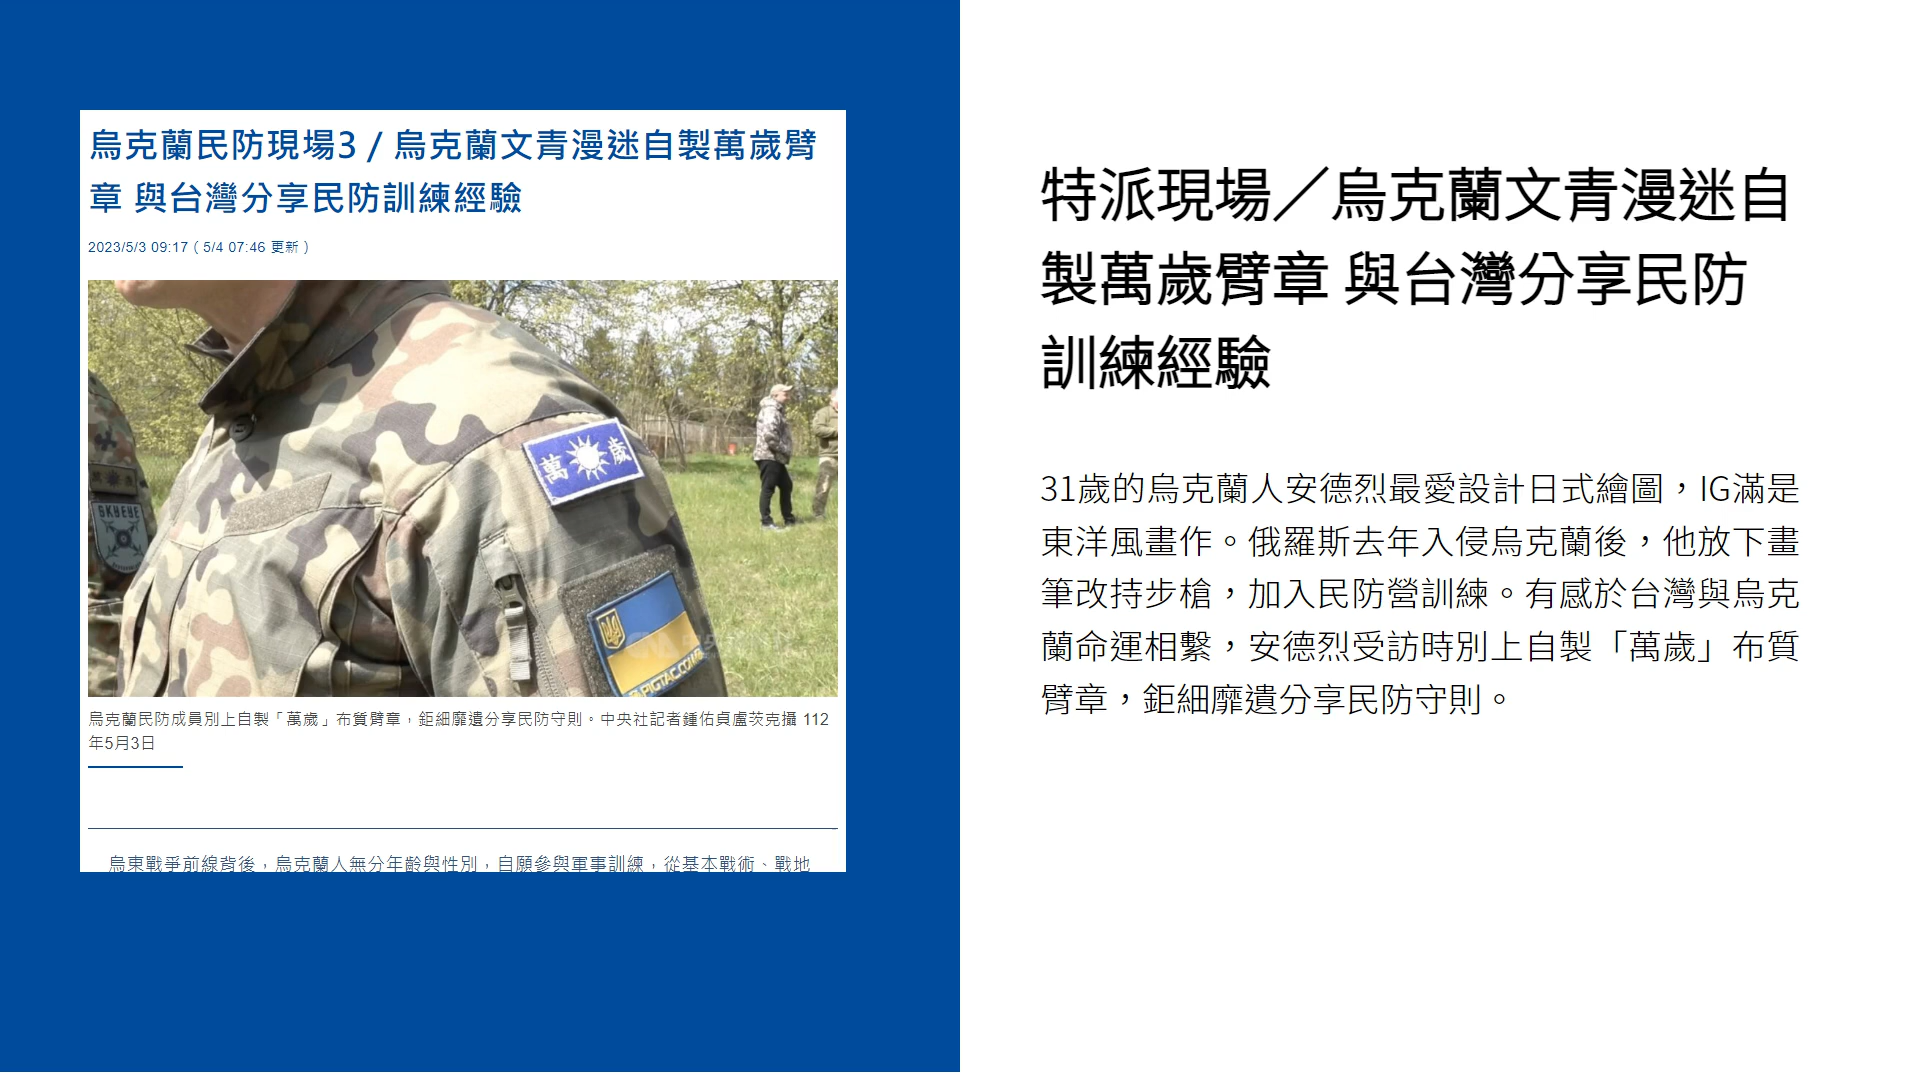 烏克蘭民防現場3 / 烏克蘭文青漫迷自製萬歲臂
章 與台灣分享民防訓練經驗
2023/5/3 09:17（5/4 07:46 更新）
萬 歲
SKHEHE
PIGTAC.COM
CNA
烏克蘭民防成員別上自製「萬歲」布質臂章，鉅細靡遺分享民防守則。中央社記者鍾佑貞盧茨克攝 112
年5月3日
烏東戰爭前線背後，烏克蘭人無分年齡與性別，自願參與軍事訓練，從基本戰術、戰地
特派現場／烏克蘭文青漫迷自
製萬歲臂章 與台灣分享民防
訓練經驗
31歲的烏克蘭人安德烈最愛設計日式繪圖，IG滿是
東洋風畫作。俄羅斯去年入侵烏克蘭後，他放下畫
筆改持步槍，加入民防營訓練。有感於台灣與烏克
蘭命運相繫，安德烈受訪時別上自製「萬歲」布質
臂章，鉅細靡遺分享民防守則。